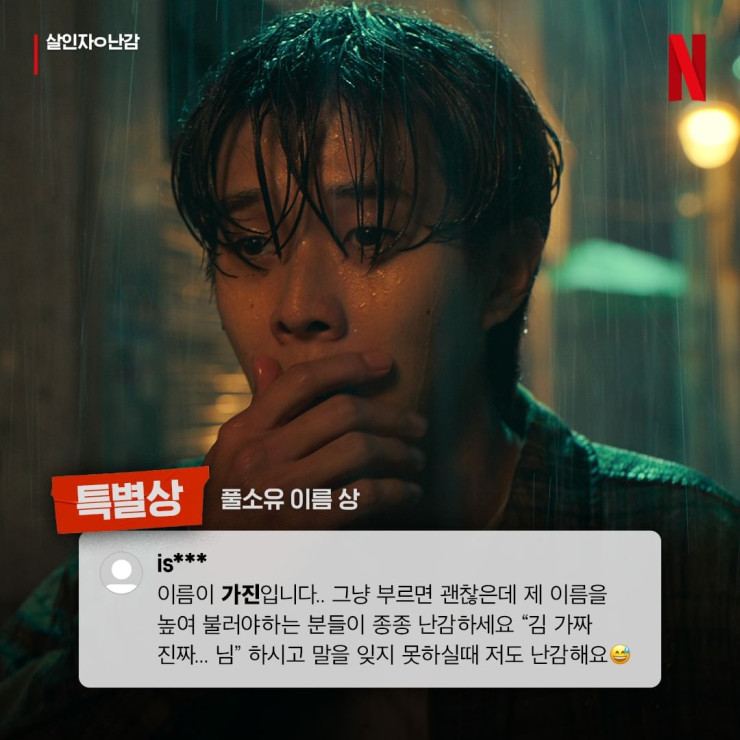 살인자ㅇ난감
N
특별상
풀소유 이름 상
is***
이름이 가진입니다.. 그냥 부르면 괜찮은데 제 이름을
높여 불러야하는 분들이 종종 난감하세요 “김 가짜
진짜... 님” 하시고 말을 잊지 못하실때 저도 난감해요😅